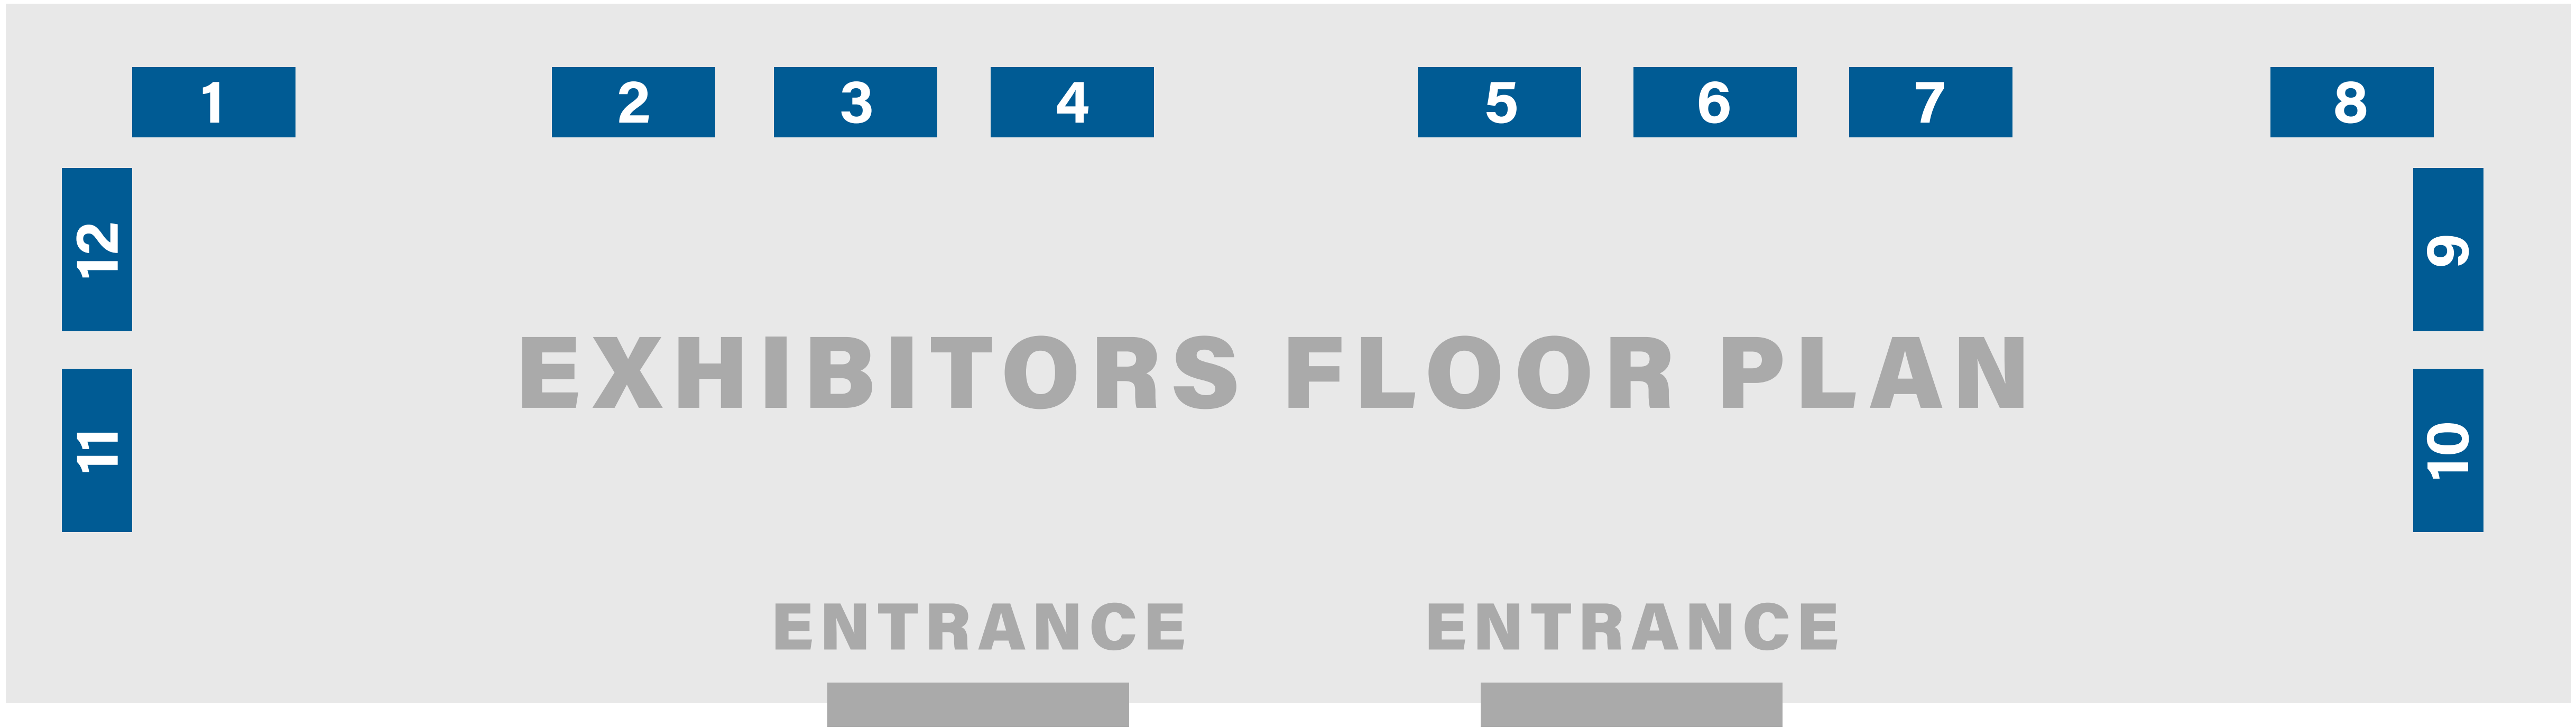 1 2 3 4 5 6 7 8
12 9
EXHIBITORS FLOOR PLAN
11 10
ENTRANCE ENTRANCE